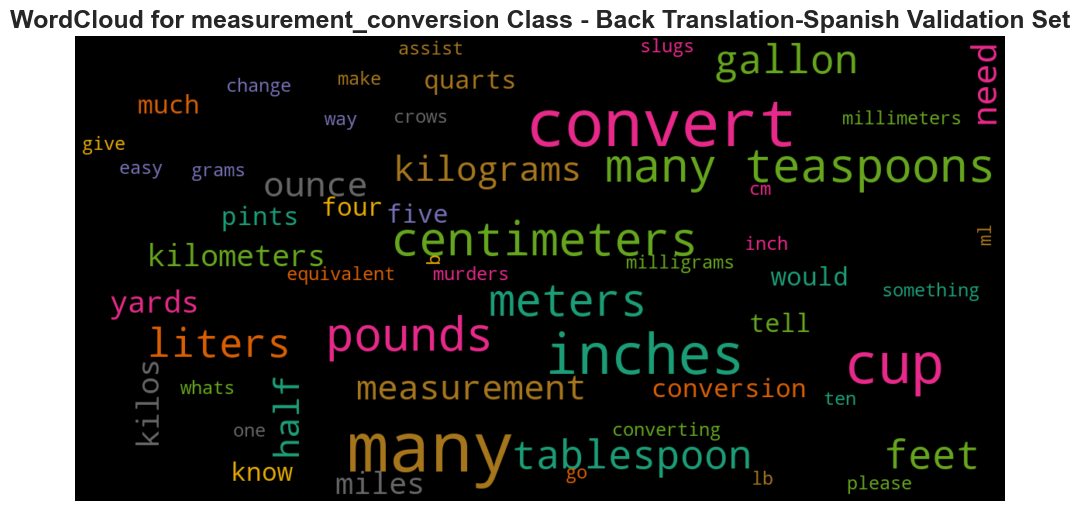 WordCloud for measurement_conversion Class - Back Translation-Spanish Validation Set
assist
slugs
gallon
need
change
make
quarts
much
way
crows
convert
millimeters
give
easy
grams
ounce
kilograms
many teaspoons
cm
pints
four
five
centimeters
inch
ml
kilometers
b
milligrams
equivalent
murders
would
something
yards
meters
tell
liters
pounds
inches
cup
kilos
whats
half
measurement
conversion
ten
one
many
converting
tablespoon
feet
know
miles
go
lb
please